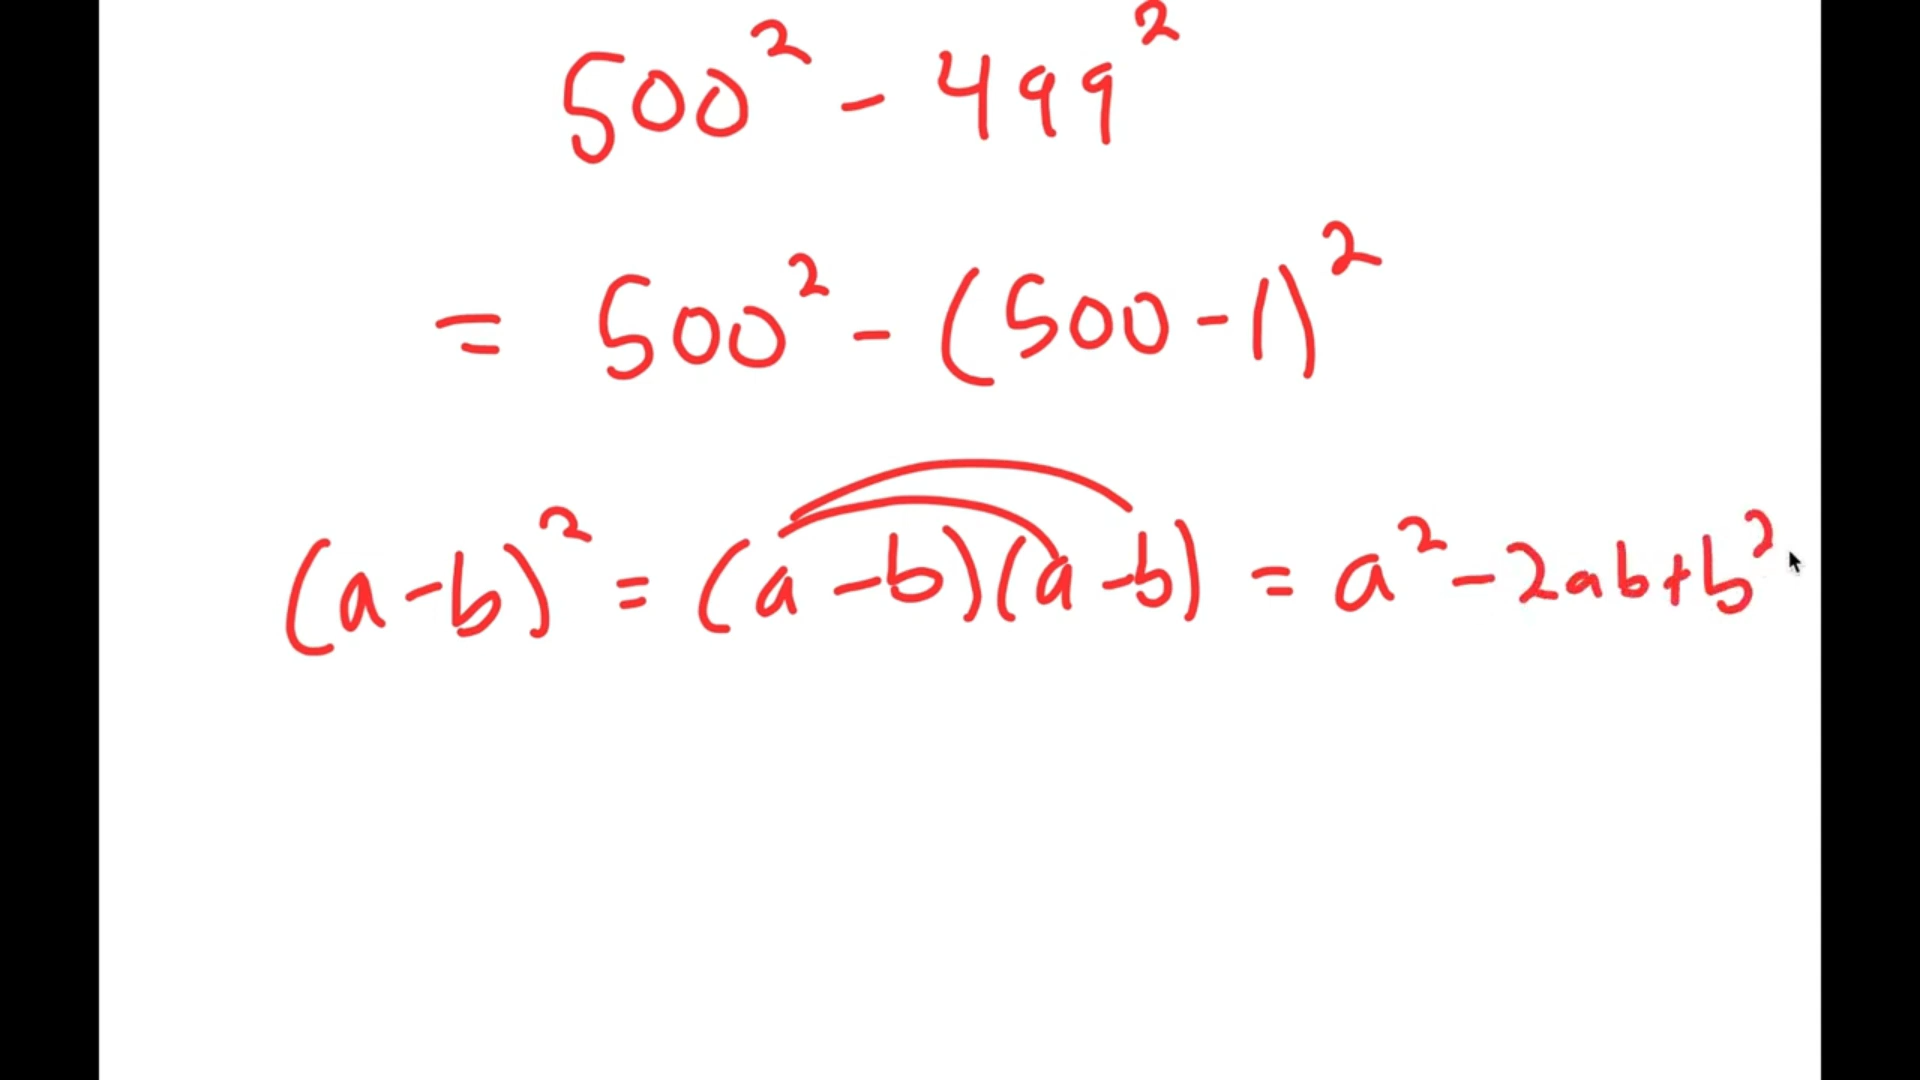 500² - 499²
= 500² - (500-1)²
(a-b)² = (a-b)(a-b) = a² - 2ab + b²